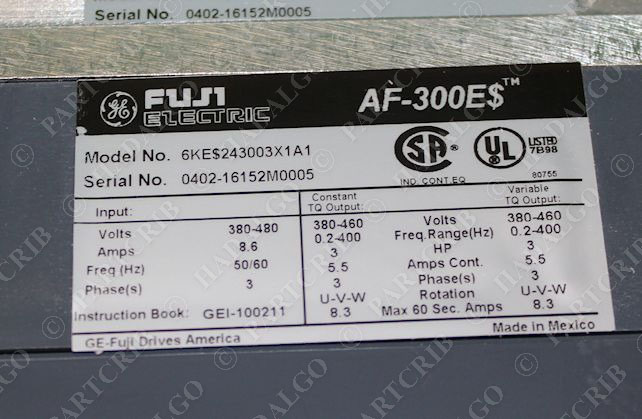 Serial No. 0402-16152M0005
GE FUJI ELECTRIC AF-300E$™
Model No. 6KE$243003X1A1
Serial No. 0402-16152M0005
SA IND. CONT. EQ.
UL LISTED 7B98
80755
Input: Constant TQ Output: Variable TQ Output:
Volts 380-480 380-460 Volts 380-460
0.2-400 Freq.Range(Hz) 0.2-400
Amps 8.6 3 HP 3
Freq (Hz) 50/60 5.5 Amps Cont. 5.5
Phase(s) 3 3 Phase(s) 3
U-V-W Rotation U-V-W
Instruction Book: GEI-100211 8.3 Max 60 Sec. Amps 8.3
GE-Fuji Drives America Made in Mexico
© PARTCRIB
© HADALGO